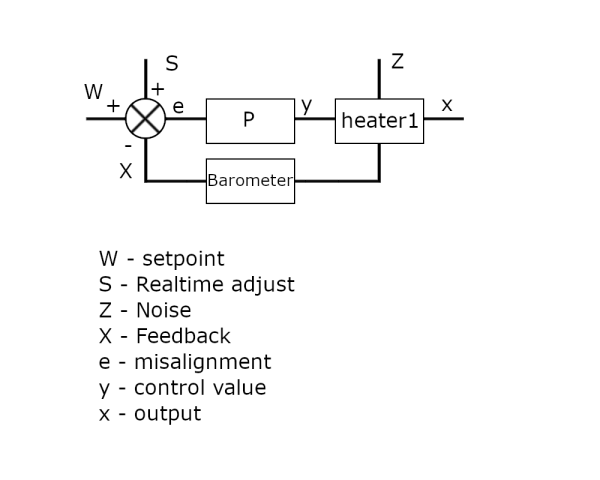 S
Z
W
+
+
e
P
y
heater1
x
-
X
Barometer
W - setpoint
S - Realtime adjust
Z - Noise
X - Feedback
e - misalignment
y - control value
x - output